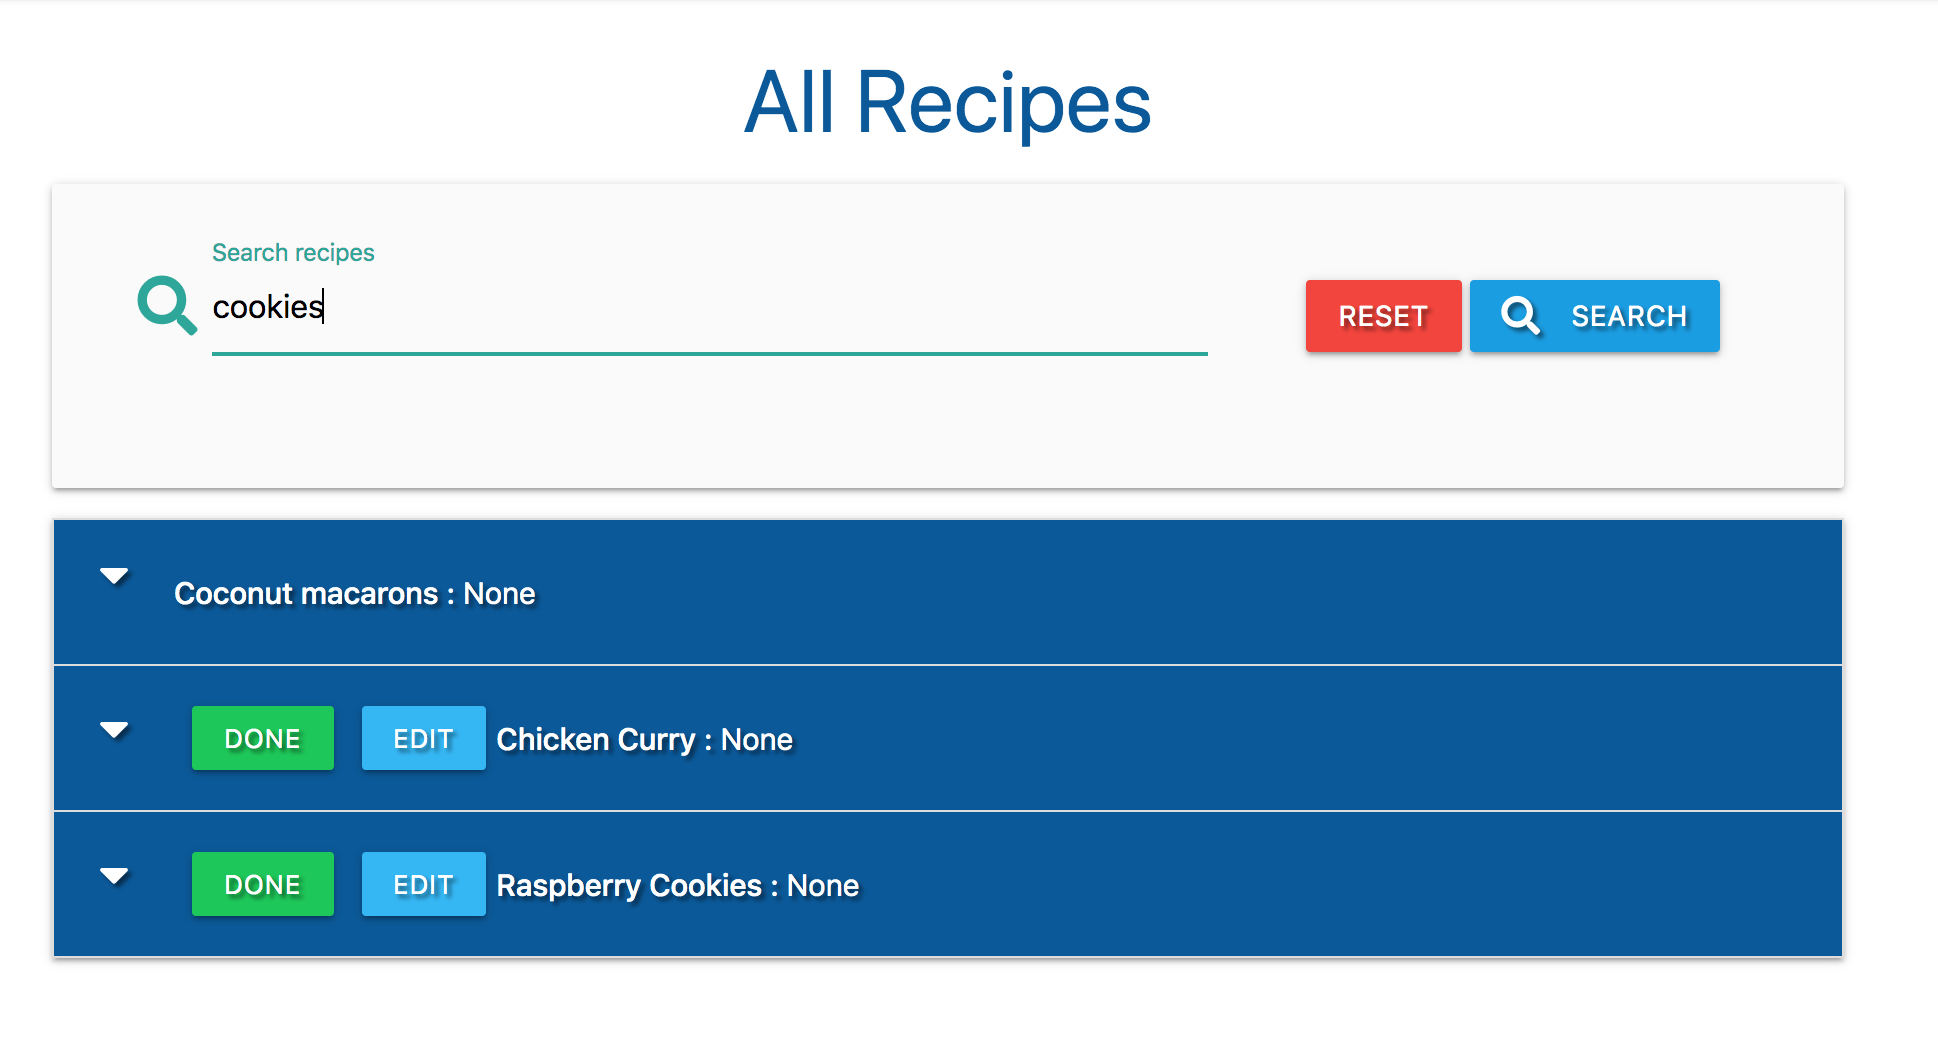 All Recipes
Search recipes
cookies
RESET
SEARCH
Coconut macarons : None
DONE EDIT Chicken Curry : None
DONE EDIT Raspberry Cookies : None